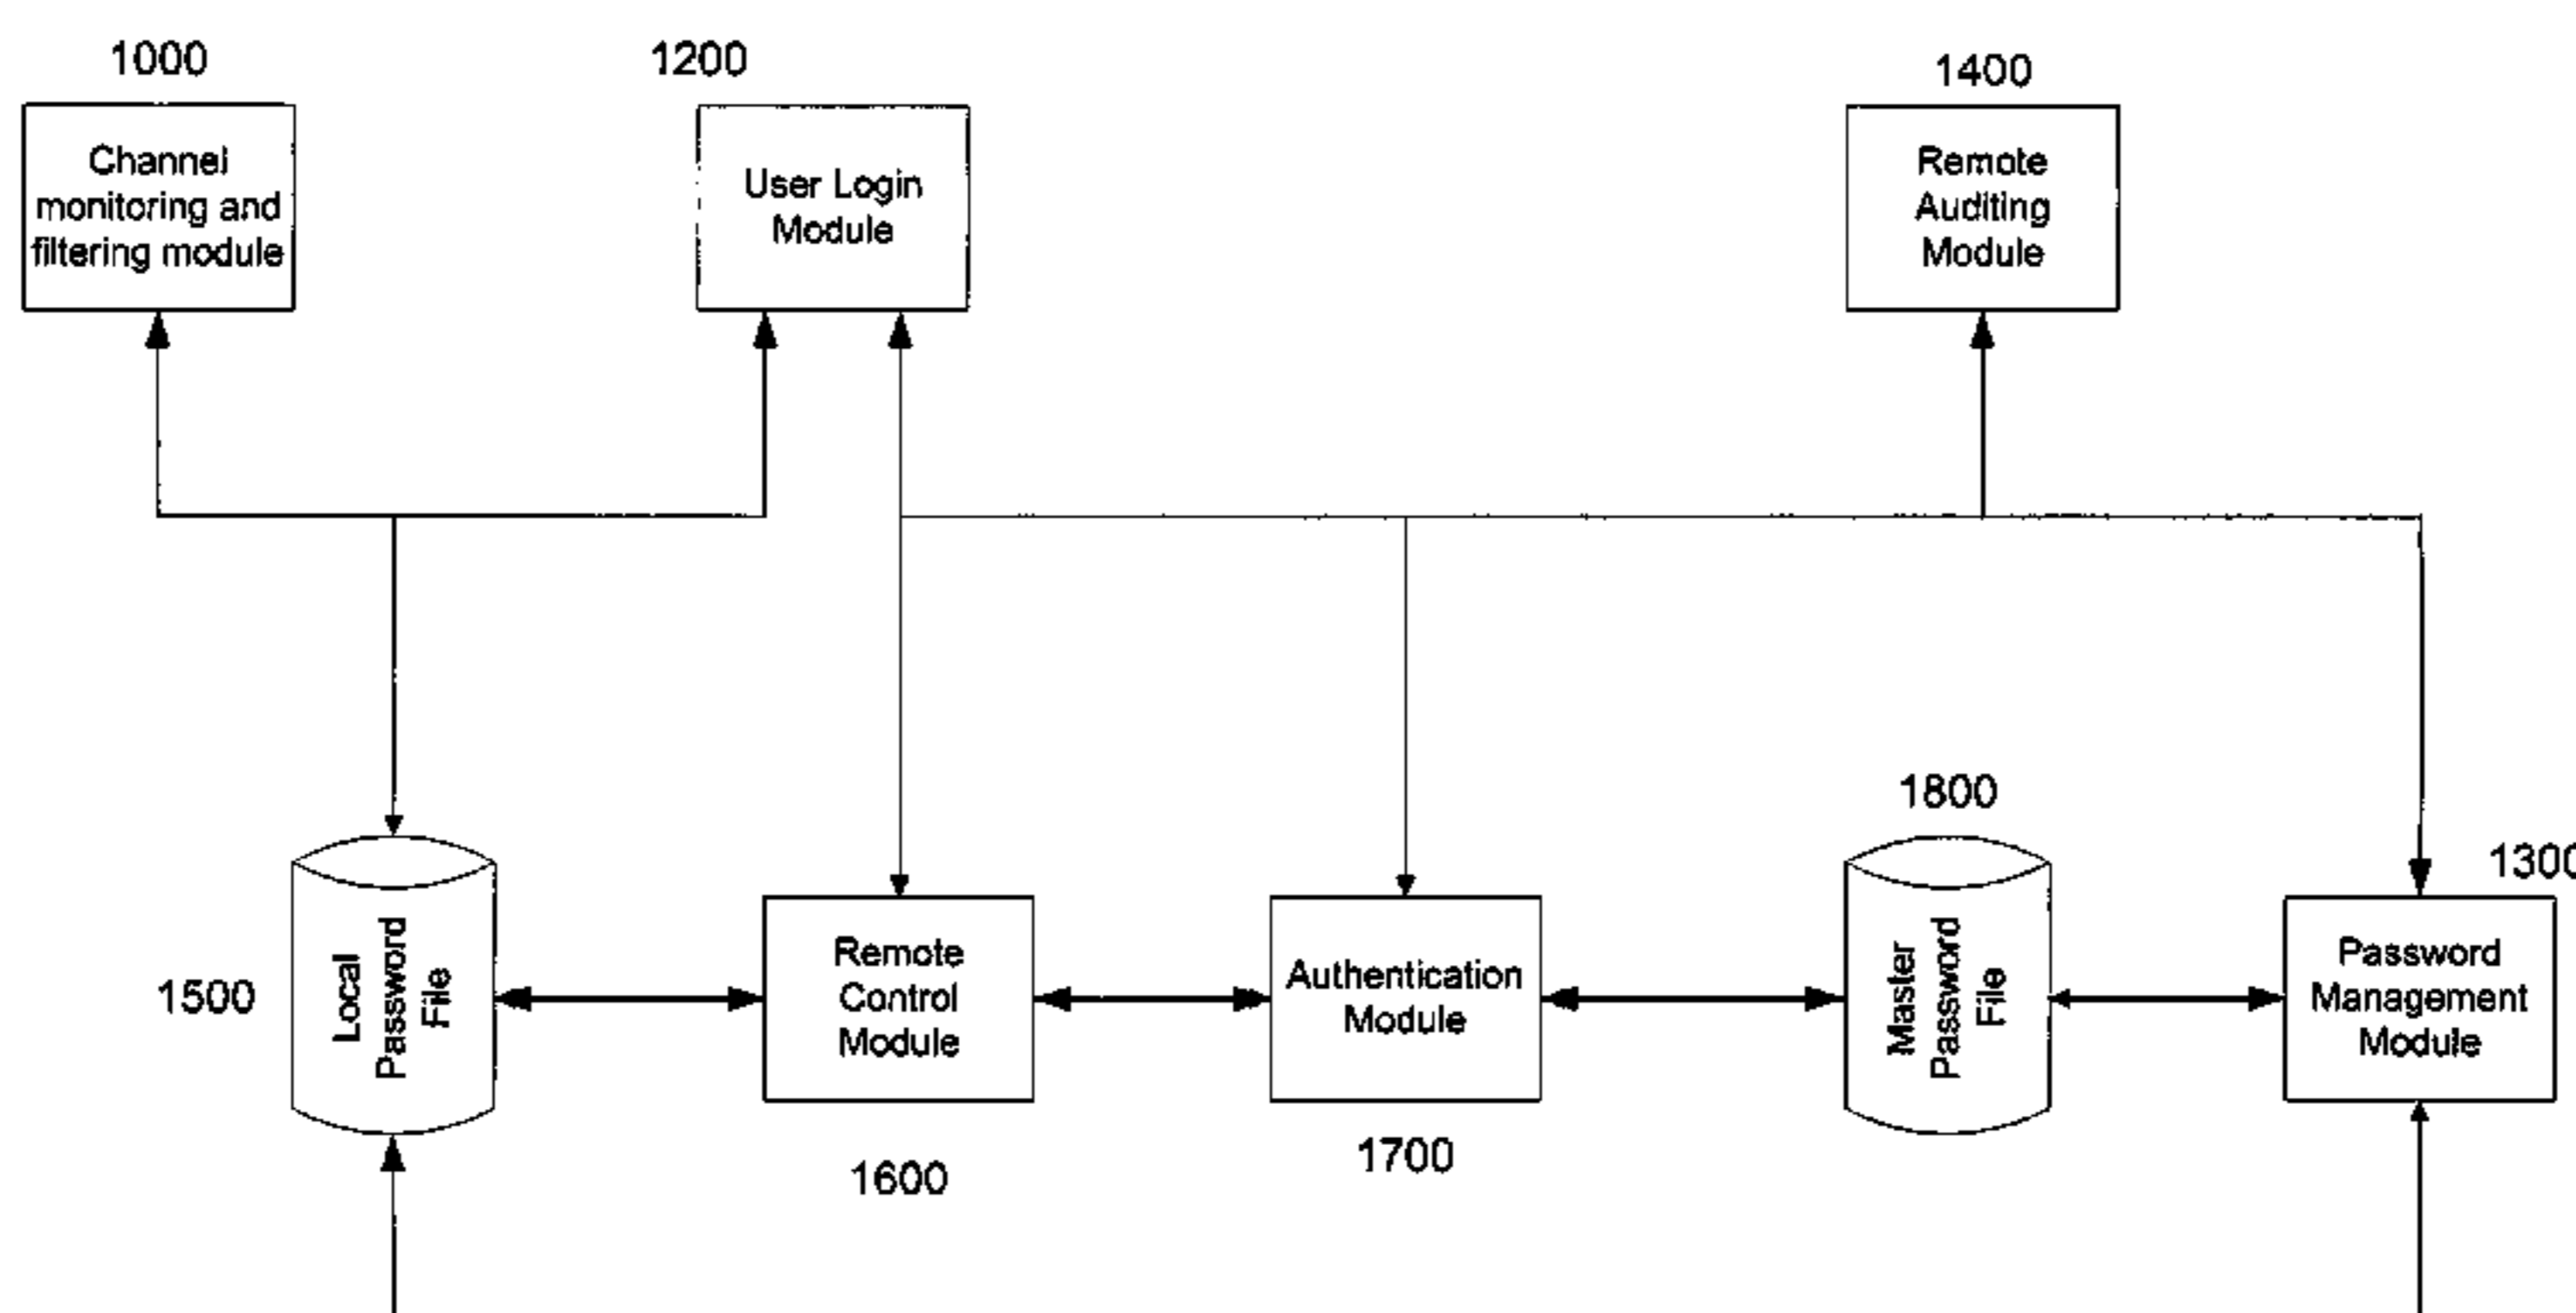 1000
1200
1400
Channel
monitoring and
filtering module
User Login
Module
Remote
Auditing
Module
1800
1300
1500
Local
Password
File
Remote
Control
Module
Authentication
Module
Master
Password
File
Password
Management
Module
1600
1700